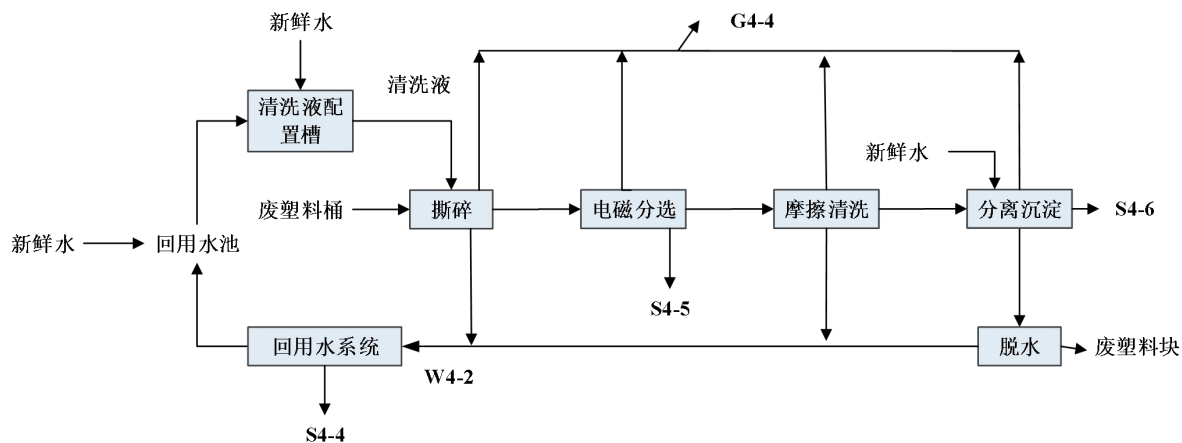 新鲜水
G4-4
清洗液
清洗液配
置槽
新鲜水
废塑料桶
撕碎
电磁分选
摩擦清洗
分离沉淀
S4-6
新鲜水
回用水池
S4-5
回用水系统
脱水
废塑料块
W4-2
S4-4